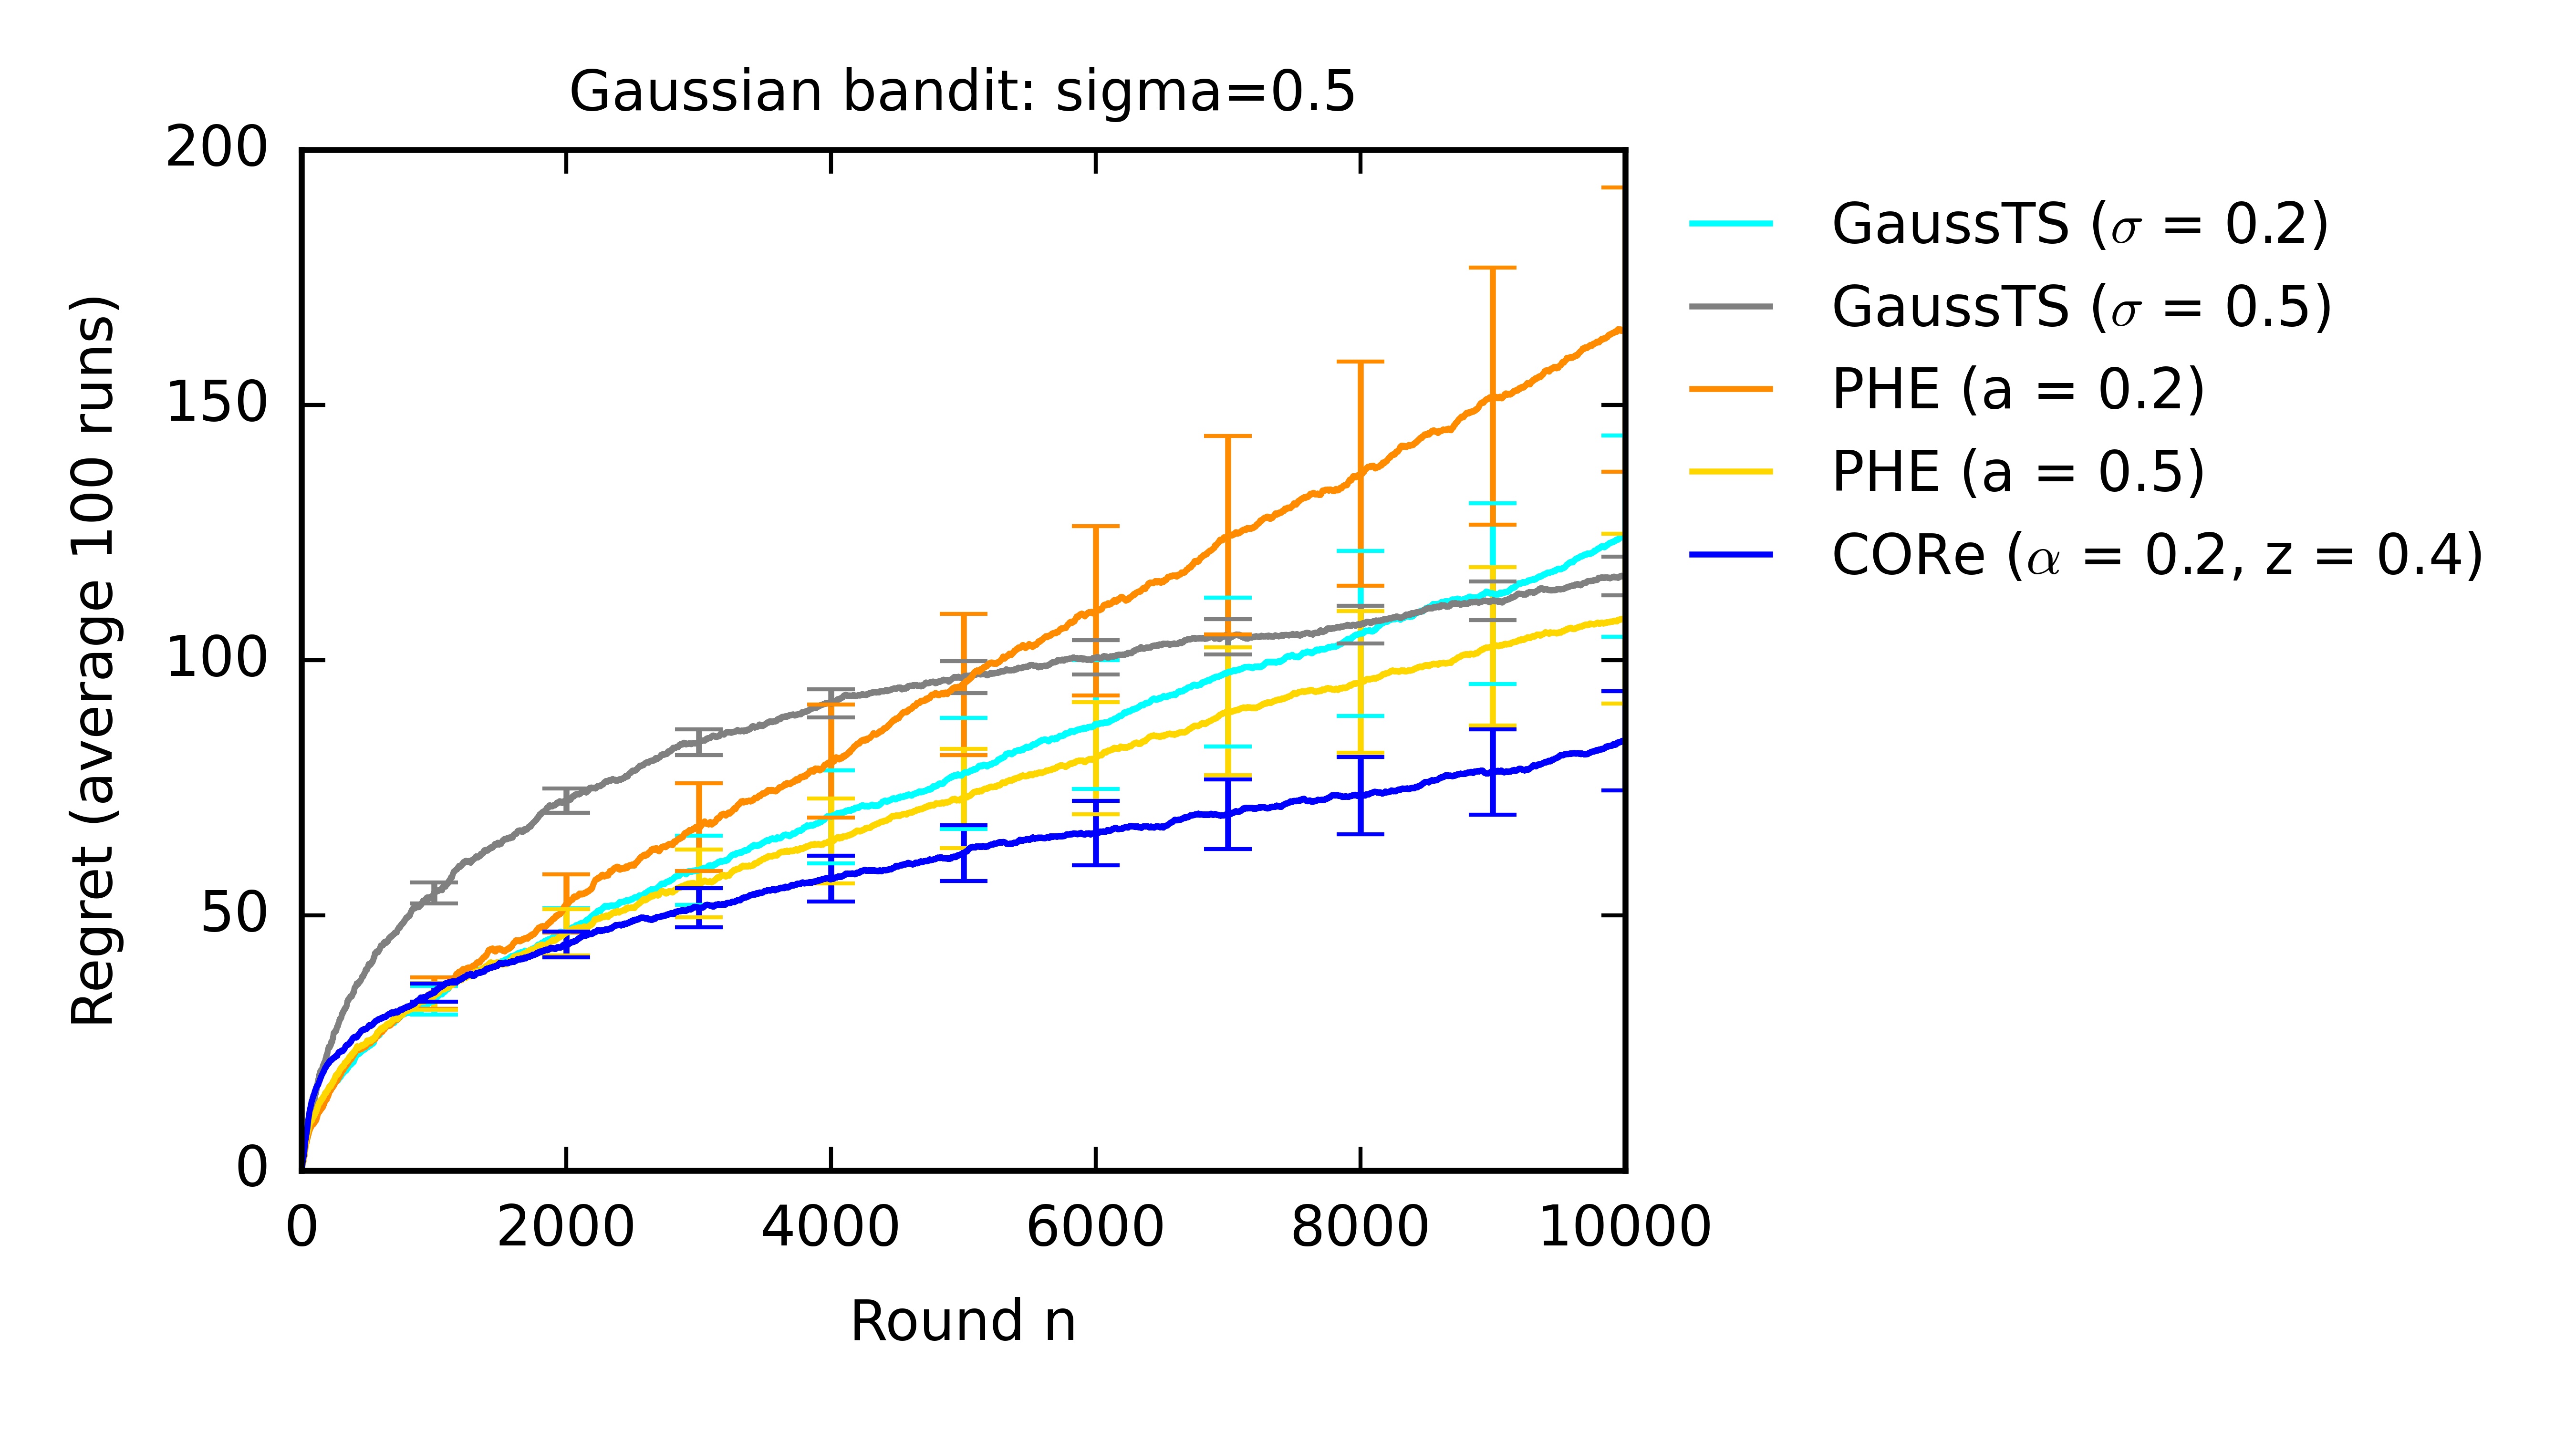 Gaussian bandit: sigma=0.5
Regret (average 100 runs)
200
150
100
50
0
0 2000 4000 6000 8000 10000
Round n
GaussTS (σ = 0.2)
GaussTS (σ = 0.5)
PHE (a = 0.2)
PHE (a = 0.5)
CORe (α = 0.2, z = 0.4)